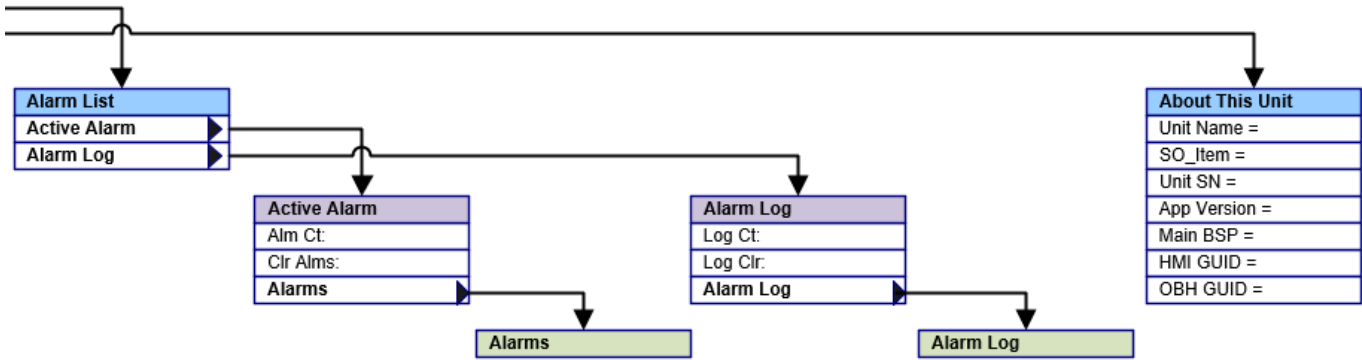 Alarm List
Active Alarm
Alarm Log
Active Alarm
Alm Ct:
Clr Alms:
Alarms
Alarms
Alarm Log
Log Ct:
Log Clr:
Alarm Log
Alarm Log
About This Unit
Unit Name =
SO_Item =
Unit SN =
App Version =
Main BSP =
HMI GUID =
OBH GUID =